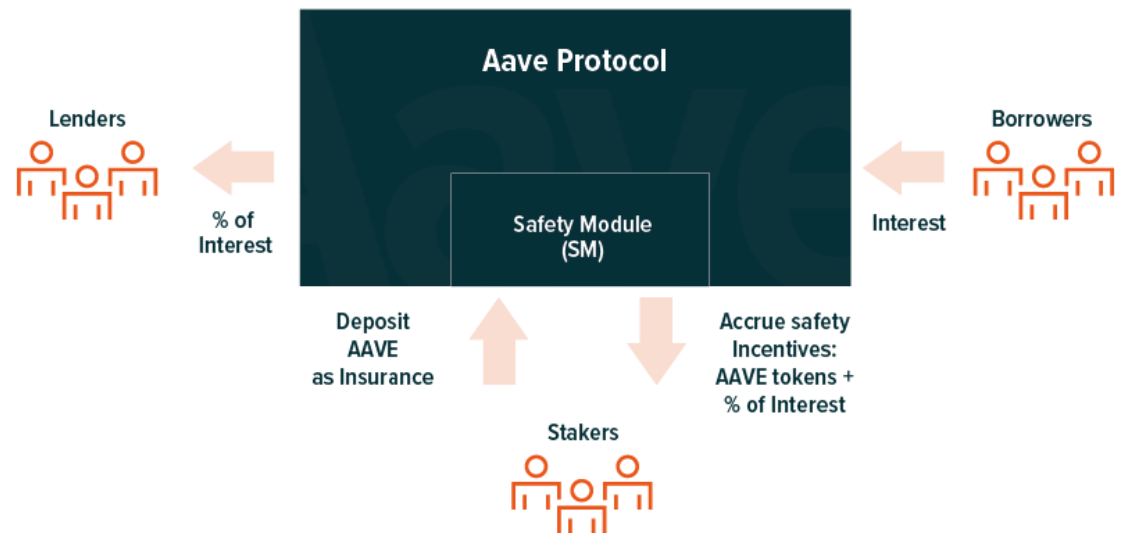 Aave Protocol
Lenders
Borrowers
% of
Interest
Safety Module
(SM)
Interest
Deposit
AAVE
as Insurance
Accrue safety
Incentives:
AAVE tokens +
% of Interest
Stakers